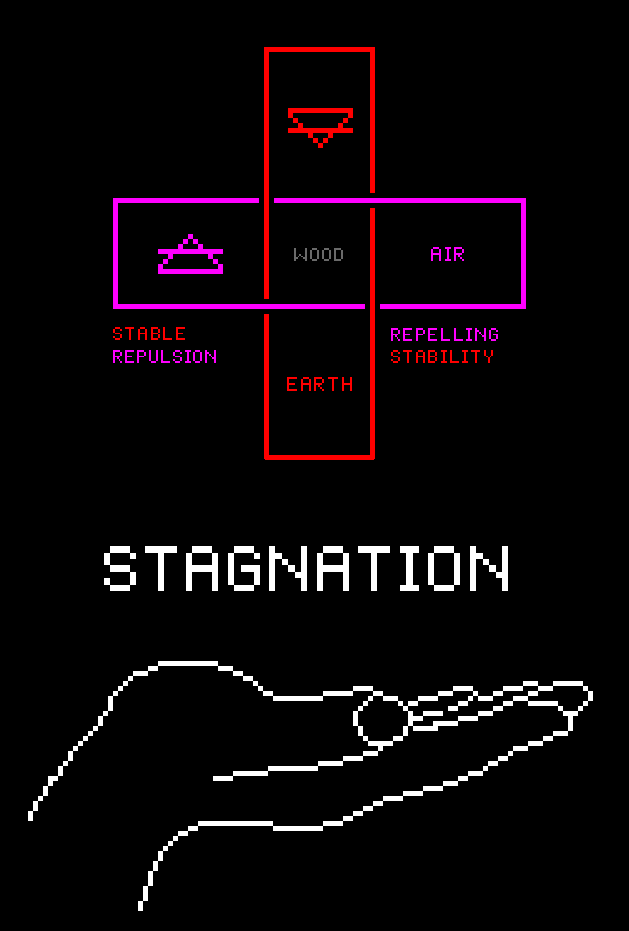 WOOD
AIR
STABLE
REPULSION
REPELLING
STABILITY
EARTH
STAGNATION